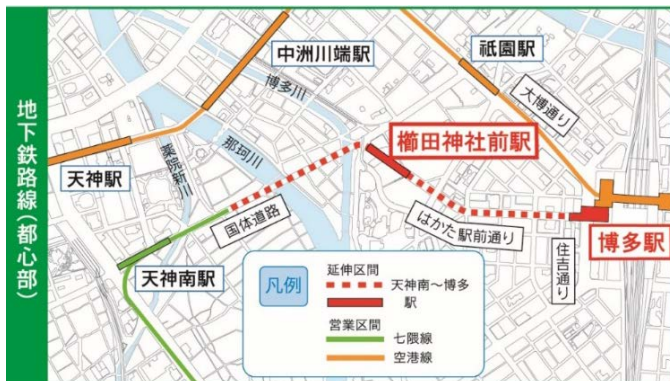 地下鉄路線(都心部)
中洲川端駅
祇園駅
博多川
大博通り
櫛田神社前駅
那珂川
薬院新川
天神駅
国体道路
はかた駅前通り
博多駅
住吉通り
天神南駅
凡例
延伸区間
天神南~博多
駅
営業区間
七隈線
空港線